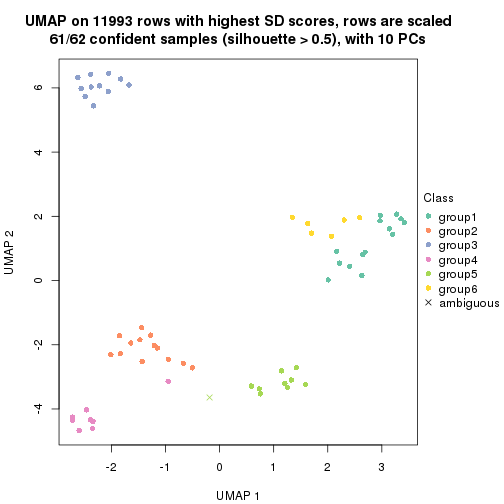 UMAP on 11993 rows with highest SD scores, rows are scaled
61/62 confident samples (silhouette > 0.5), with 10 PCs
6
4
2
0
-2
-4
UMAP 2
-2
-1
0
1
2
3
UMAP 1
Class
group1
group2
group3
group4
group5
group6
ambiguous